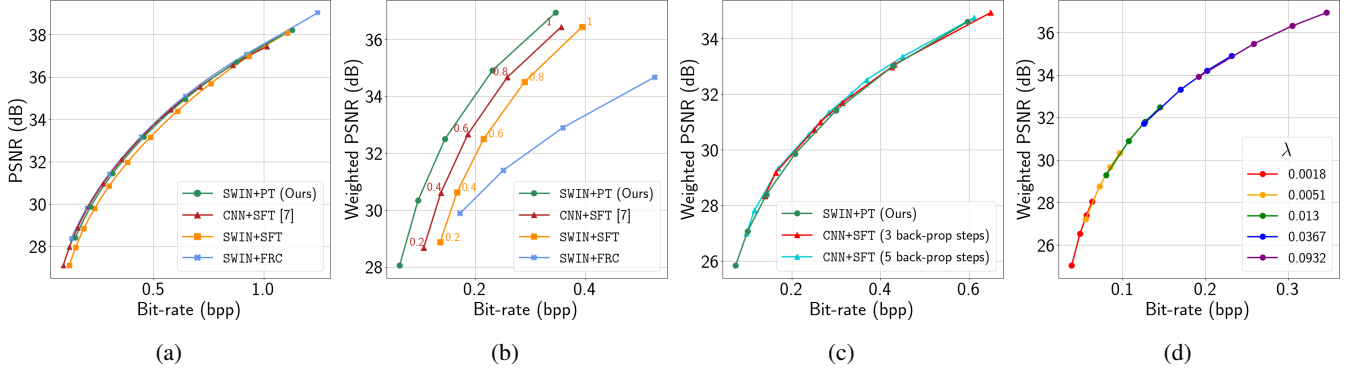 PSNR (dB)
38
36
34
32
30
28
0.5
1.0
Bit-rate (bpp)
SWIN+PT (Ours)
CNN+SFT [7]
SWIN+SFT
SWIN+FRC
(a)
Weighted PSNR (dB)
36
34
32
30
28
0.2
0.4
Bit-rate (bpp)
1
0.8
0.6
0.4
0.2
1
0.8
0.6
0.4
0.2
SWIN+PT (Ours)
CNN+SFT [7]
SWIN+SFT
SWIN+FRC
(b)
Weighted PSNR (dB)
34
32
30
28
26
0.2
0.4
0.6
Bit-rate (bpp)
SWIN+PT (Ours)
CNN+SFT (3 back-prop steps)
CNN+SFT (5 back-prop steps)
(c)
Weighted PSNR (dB)
36
34
32
30
28
26
0.1
0.2
0.3
Bit-rate (bpp)
λ
0.0018
0.0051
0.013
0.0367
0.0932
(d)